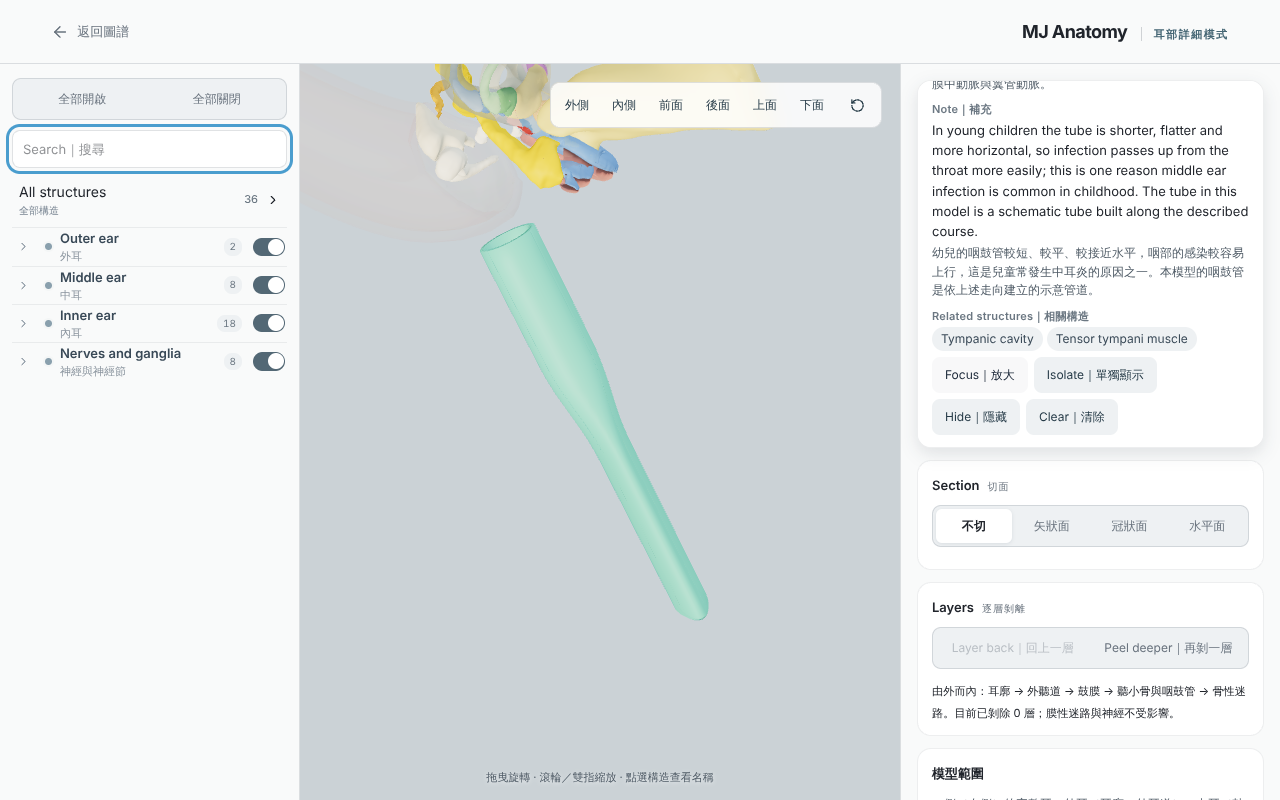 返回圖譜
MJ Anatomy
耳部詳細模式
全部開啟
全部關閉
Search｜搜尋
All structures
全部構造
36
Outer ear
外耳
2
Middle ear
中耳
8
Inner ear
內耳
18
Nerves and ganglia
神經與神經節
8
外側 內側 前面 後面 上面 下面
拖曳旋轉 · 滾輪／雙指縮放 · 點選構造查看名稱
膜中動脈與翼管動脈。
Note｜補充
In young children the tube is shorter, flatter and
more horizontal, so infection passes up from the
throat more easily; this is one reason middle ear
infection is common in childhood. The tube in this
model is a schematic tube built along the described
course.
幼兒的咽鼓管較短、較平、較接近水平，咽部的感染較容易
上行，這是兒童常發生中耳炎的原因之一。本模型的咽鼓管
是依上述走向建立的示意管道。
Related structures｜相關構造
Tympanic cavity
Tensor tympani muscle
Focus｜放大
Isolate｜單獨顯示
Hide｜隱藏
Clear｜清除
Section 切面
不切 矢狀面 冠狀面 水平面
Layers 逐層剝離
Layer back｜回上一層
Peel deeper｜再剝一層
由外而內：耳廓 → 外聽道 → 鼓膜 → 聽小骨與咽鼓管 → 骨性迷
路。目前已剝除 0 層；膜性迷路與神經不受影響。
模型範圍